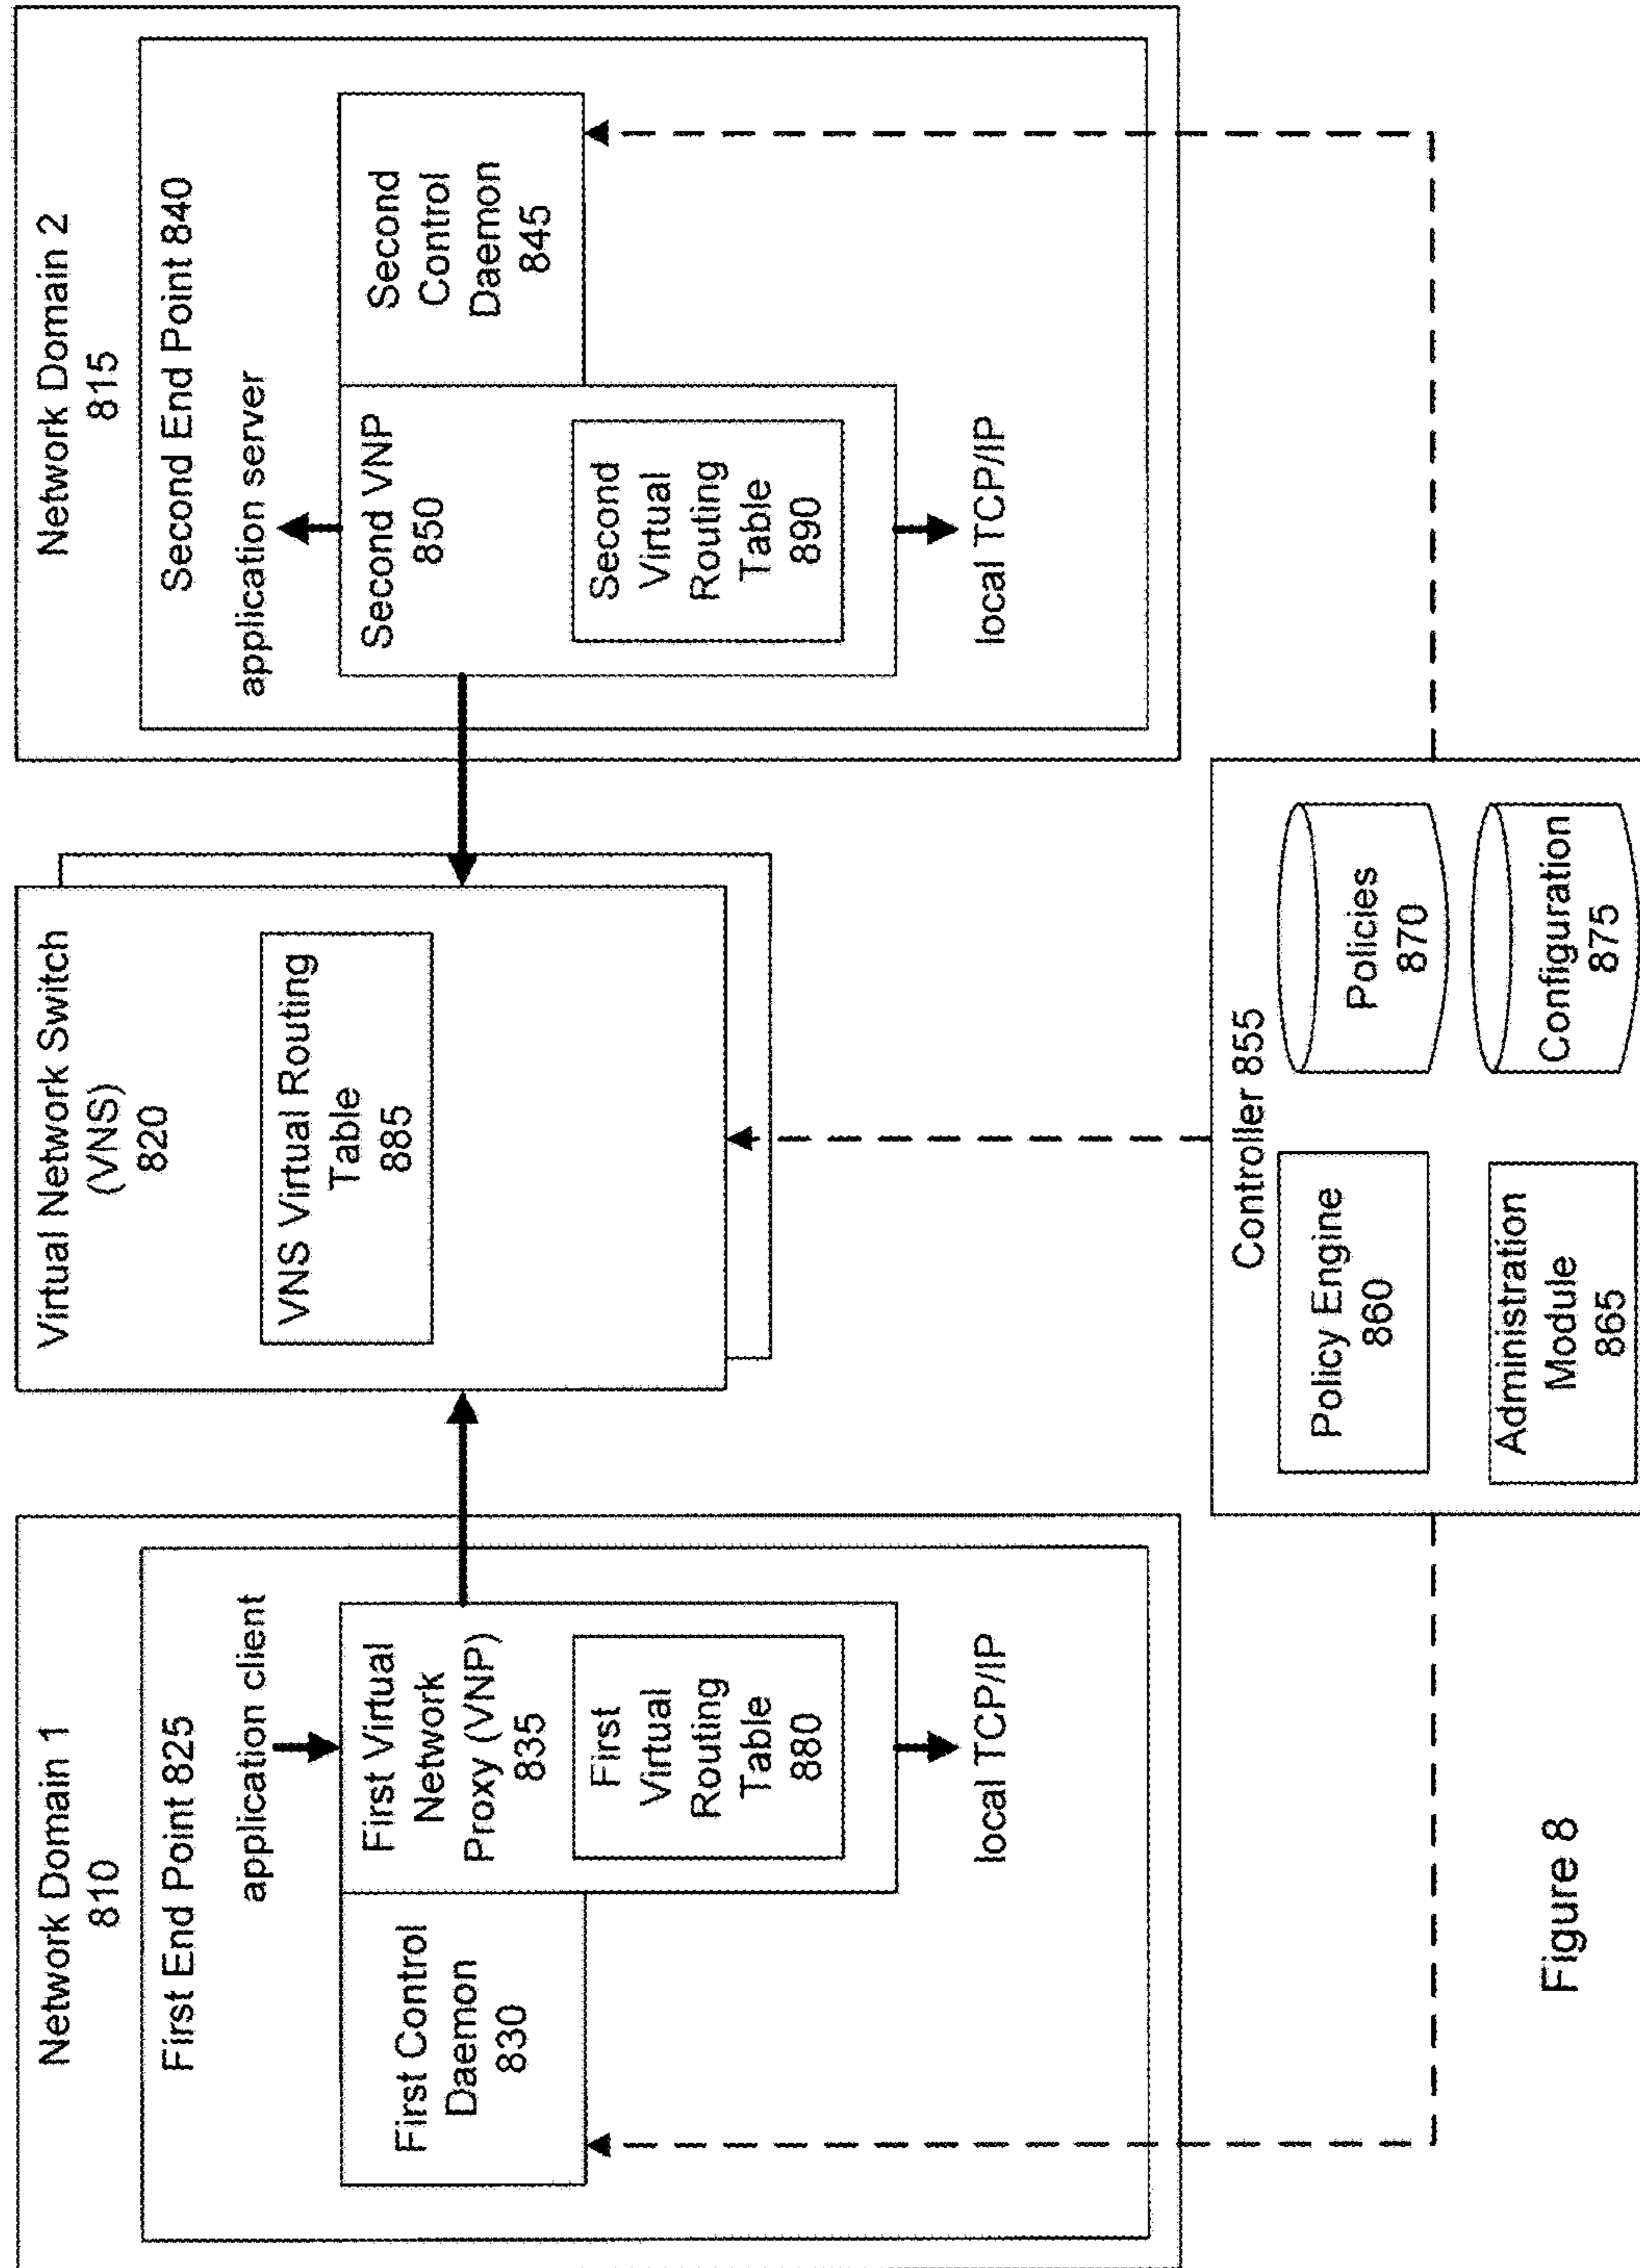 Network Domain 1
810
First End Point 825
application client
First Control
Daemon
830
First Virtual
Network
Proxy (VNP)
835
First
Virtual
Routing
Table
880
local TCP/IP
Virtual Network Switch
(VNS)
820
VNS Virtual Routing
Table
885
Network Domain 2
815
Second End Point 840
application server
Second VNP
850
Second
Virtual
Routing
Table
890
Second
Control
Daemon
845
local TCP/IP
Controller 855
Policy Engine
860
Policies
870
Administration
Module
865
Configuration
875
Figure 8